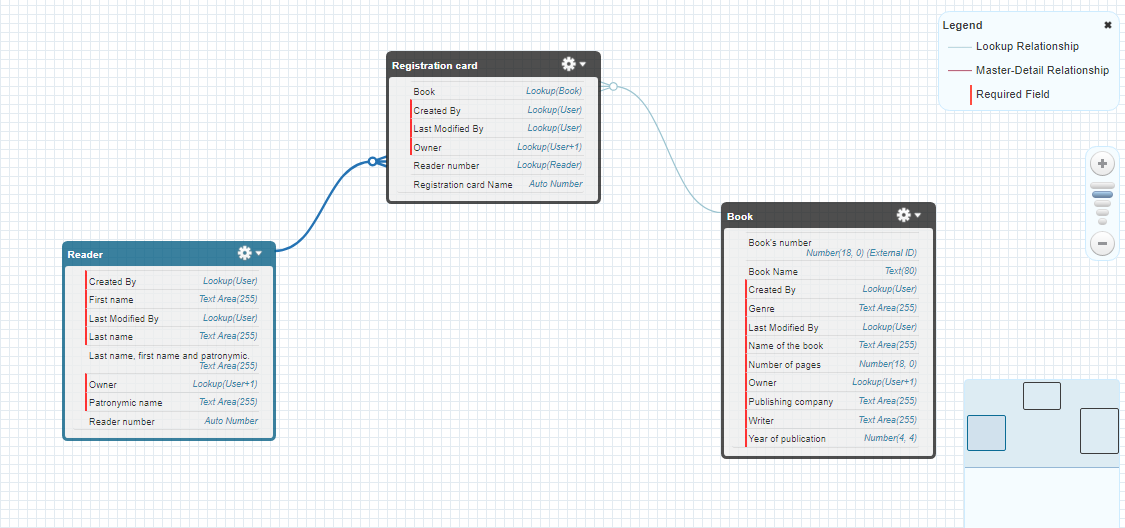 Legend ✖
Lookup Relationship
Master-Detail Relationship
Required Field
Registration card
Book Lookup(Book)
Created By Lookup(User)
Last Modified By Lookup(User)
Owner Lookup(User+1)
Reader number Lookup(Reader)
Registration card Name Auto Number
Reader
Created By Lookup(User)
First name Text Area(255)
Last Modified By Lookup(User)
Last name Text Area(255)
Last name, first name and patronymic.
Text Area(255)
Owner Lookup(User+1)
Patronymic name Text Area(255)
Reader number Auto Number
Book
Book's number
Number(18, 0) (External ID)
Book Name Text(80)
Created By Lookup(User)
Genre Text Area(255)
Last Modified By Lookup(User)
Name of the book Text Area(255)
Number of pages Number(18, 0)
Owner Lookup(User+1)
Publishing company Text Area(255)
Writer Text Area(255)
Year of publication Number(4, 4)